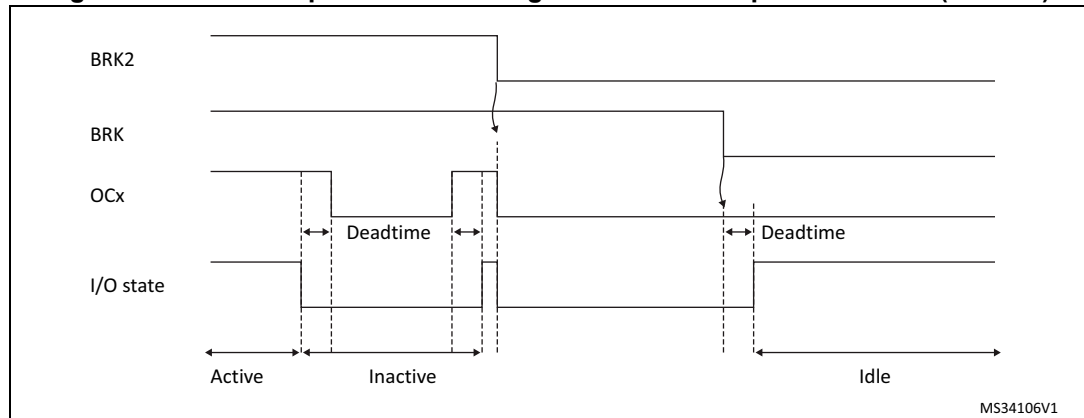 BRK2
BRK
OCx
Deadtime
Deadtime
I/O state
Active
Inactive
Idle
MS34106V1